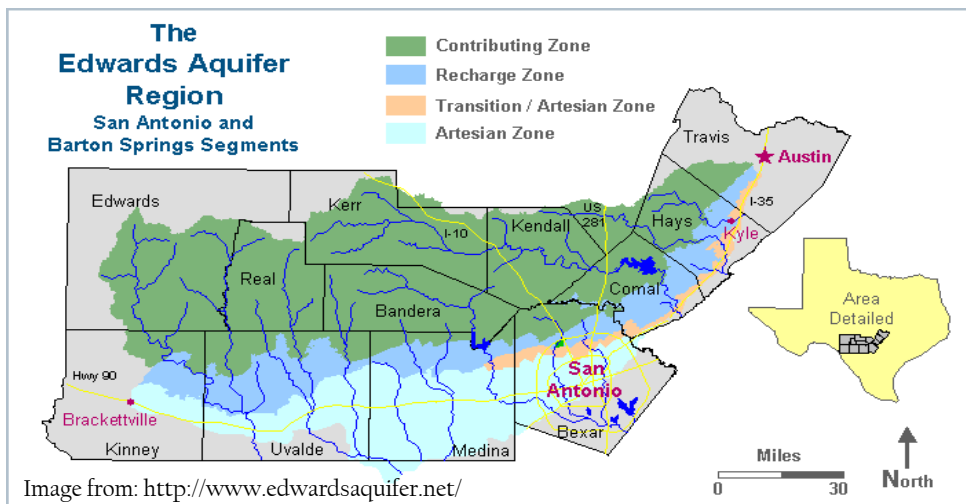 The
Edwards Aquifer
Region
San Antonio and
Barton Springs Segments
Contributing Zone
Recharge Zone
Transition / Artesian Zone
Artesian Zone
Travis
Austin
Edwards
Kerr
I-10
Kendall
US
281
Hays
I-35
Kyle
Real
Bandera
Comal
Area
Detailed
Hwy 90
San
Antonio
Brackettville
Kinney
Uvalde
Medina
Bexar
Miles
0
30
North
Image from: http://www.edwardsaquifer.net/